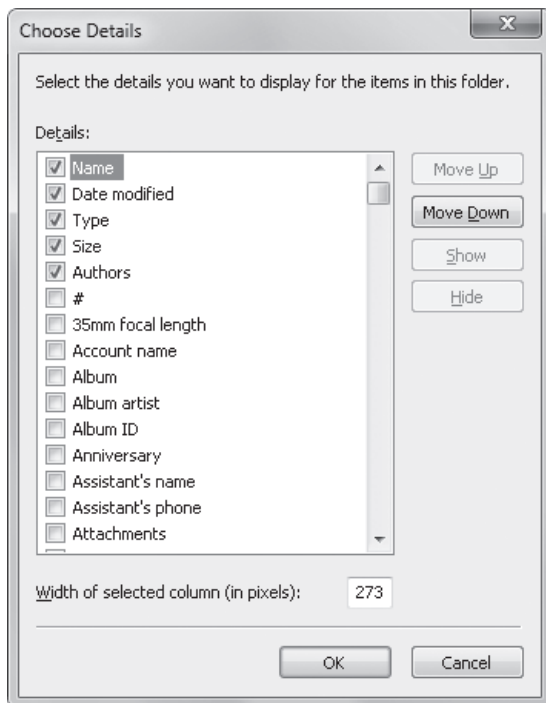 Choose Details
Select the details you want to display for the items in this folder.
Details:
Name
Date modified
Type
Size
Authors
#
35mm focal length
Account name
Album
Album artist
Album ID
Anniversary
Assistant's name
Assistant's phone
Attachments
Move Up
Move Down
Show
Hide
Width of selected column (in pixels): 273
OK Cancel